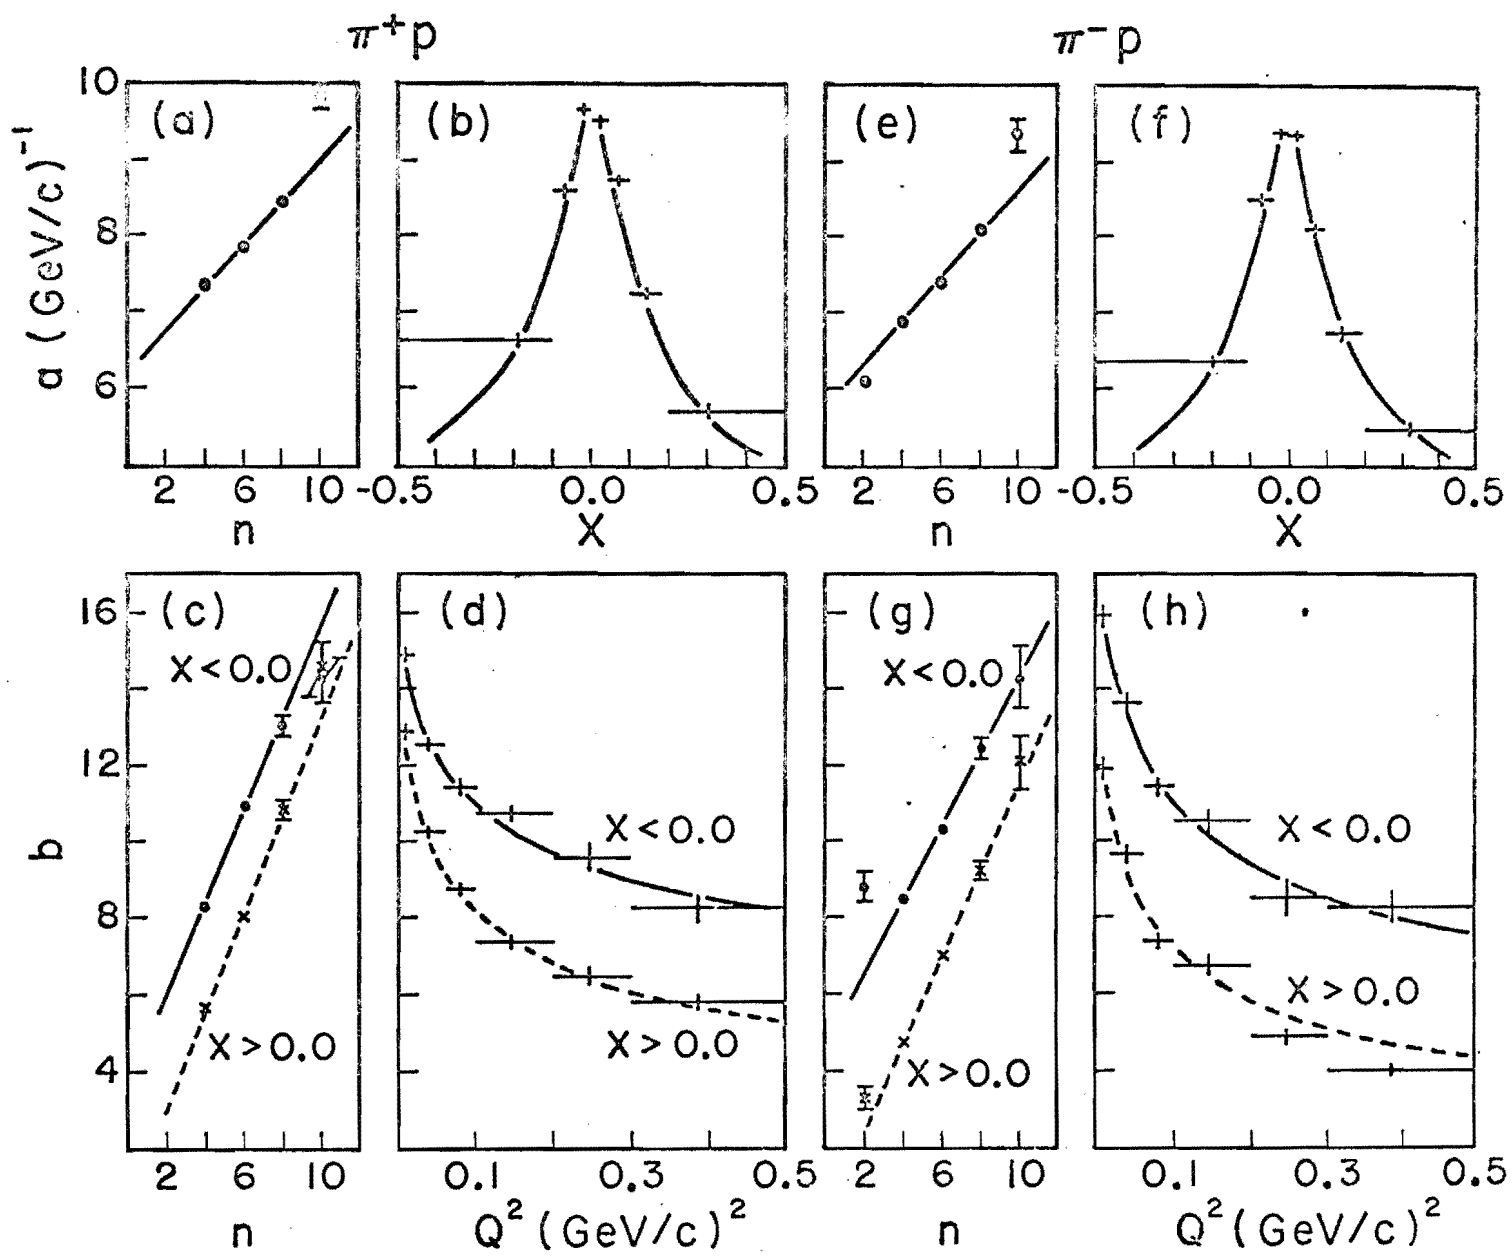 π⁺p π⁻p
10 (a) (b) (e) (f)
a (GeV/c)⁻¹
8
6
2 6 10 -0.5 0.0 0.5 2 6 10 -0.5 0.0 0.5
n X n X
16 (c) (d) (g) (h)
X < 0.0 X < 0.0
12
b X < 0.0 X < 0.0
8
X > 0.0
X > 0.0 X > 0.0 X > 0.0
4
2 6 10 0.1 0.3 0.5 2 6 10 0.1 0.3 0.5
n Q² (GeV/c)² n Q² (GeV/c)²